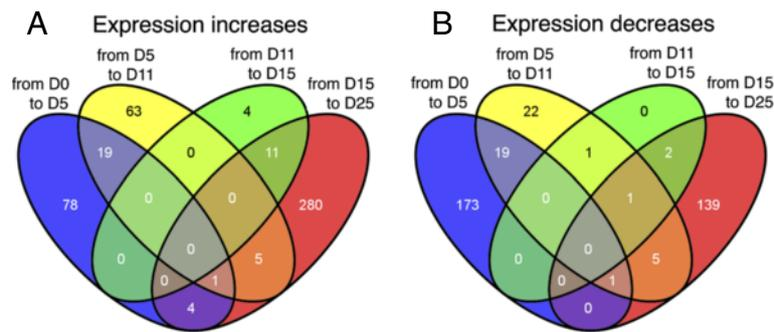 A Expression increases
from D5
to D11
from D11
to D15
from D0
to D5
from D15
to D25
63
4
19
0
11
78
0
0
280
0
0
5
0
1
4
B Expression decreases
from D5
to D11
from D11
to D15
from D0
to D5
from D15
to D25
22
0
19
1
2
173
0
1
139
0
0
5
0
1
0